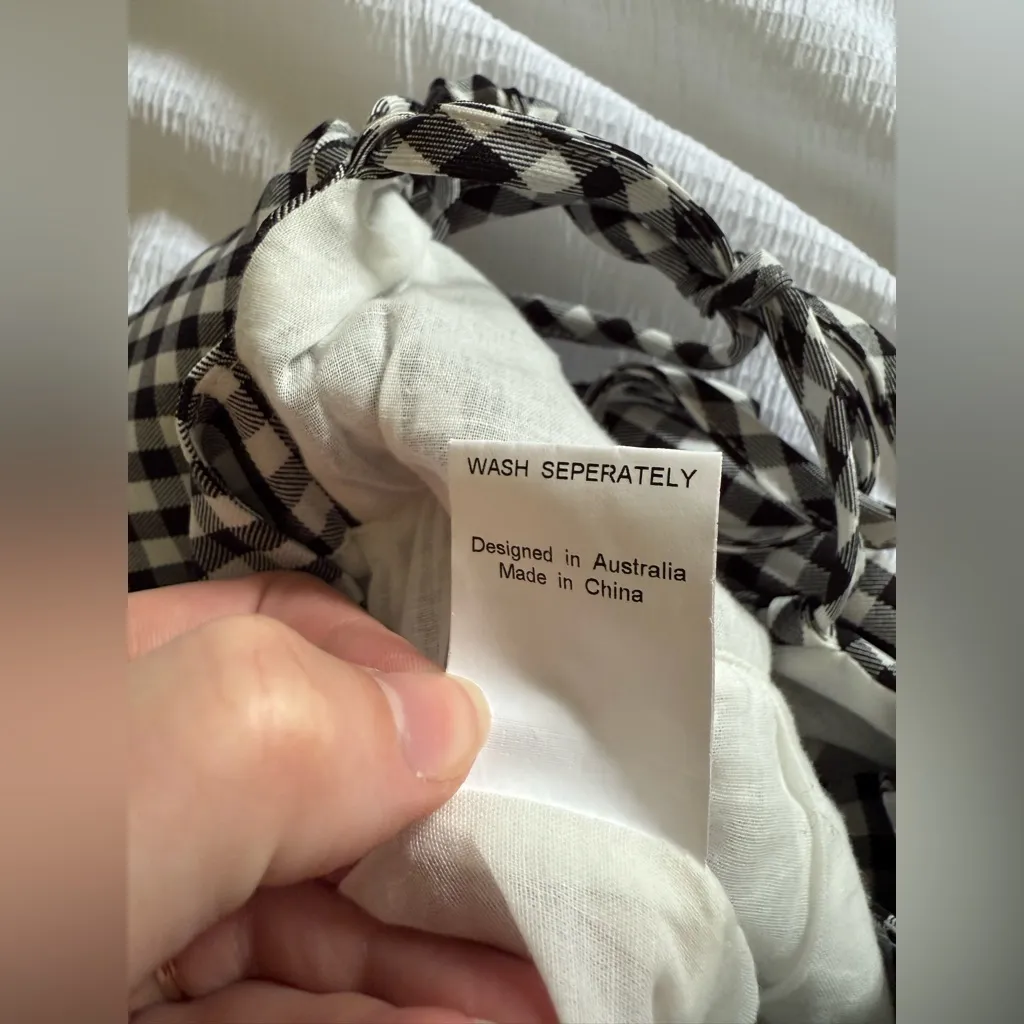 WASH SEPERATELY
Designed in Australia
Made in China